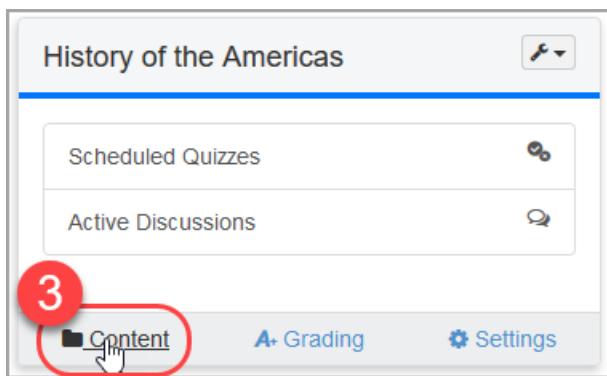 History of the Americas
Scheduled Quizzes
Active Discussions
3
Content A+ Grading Settings